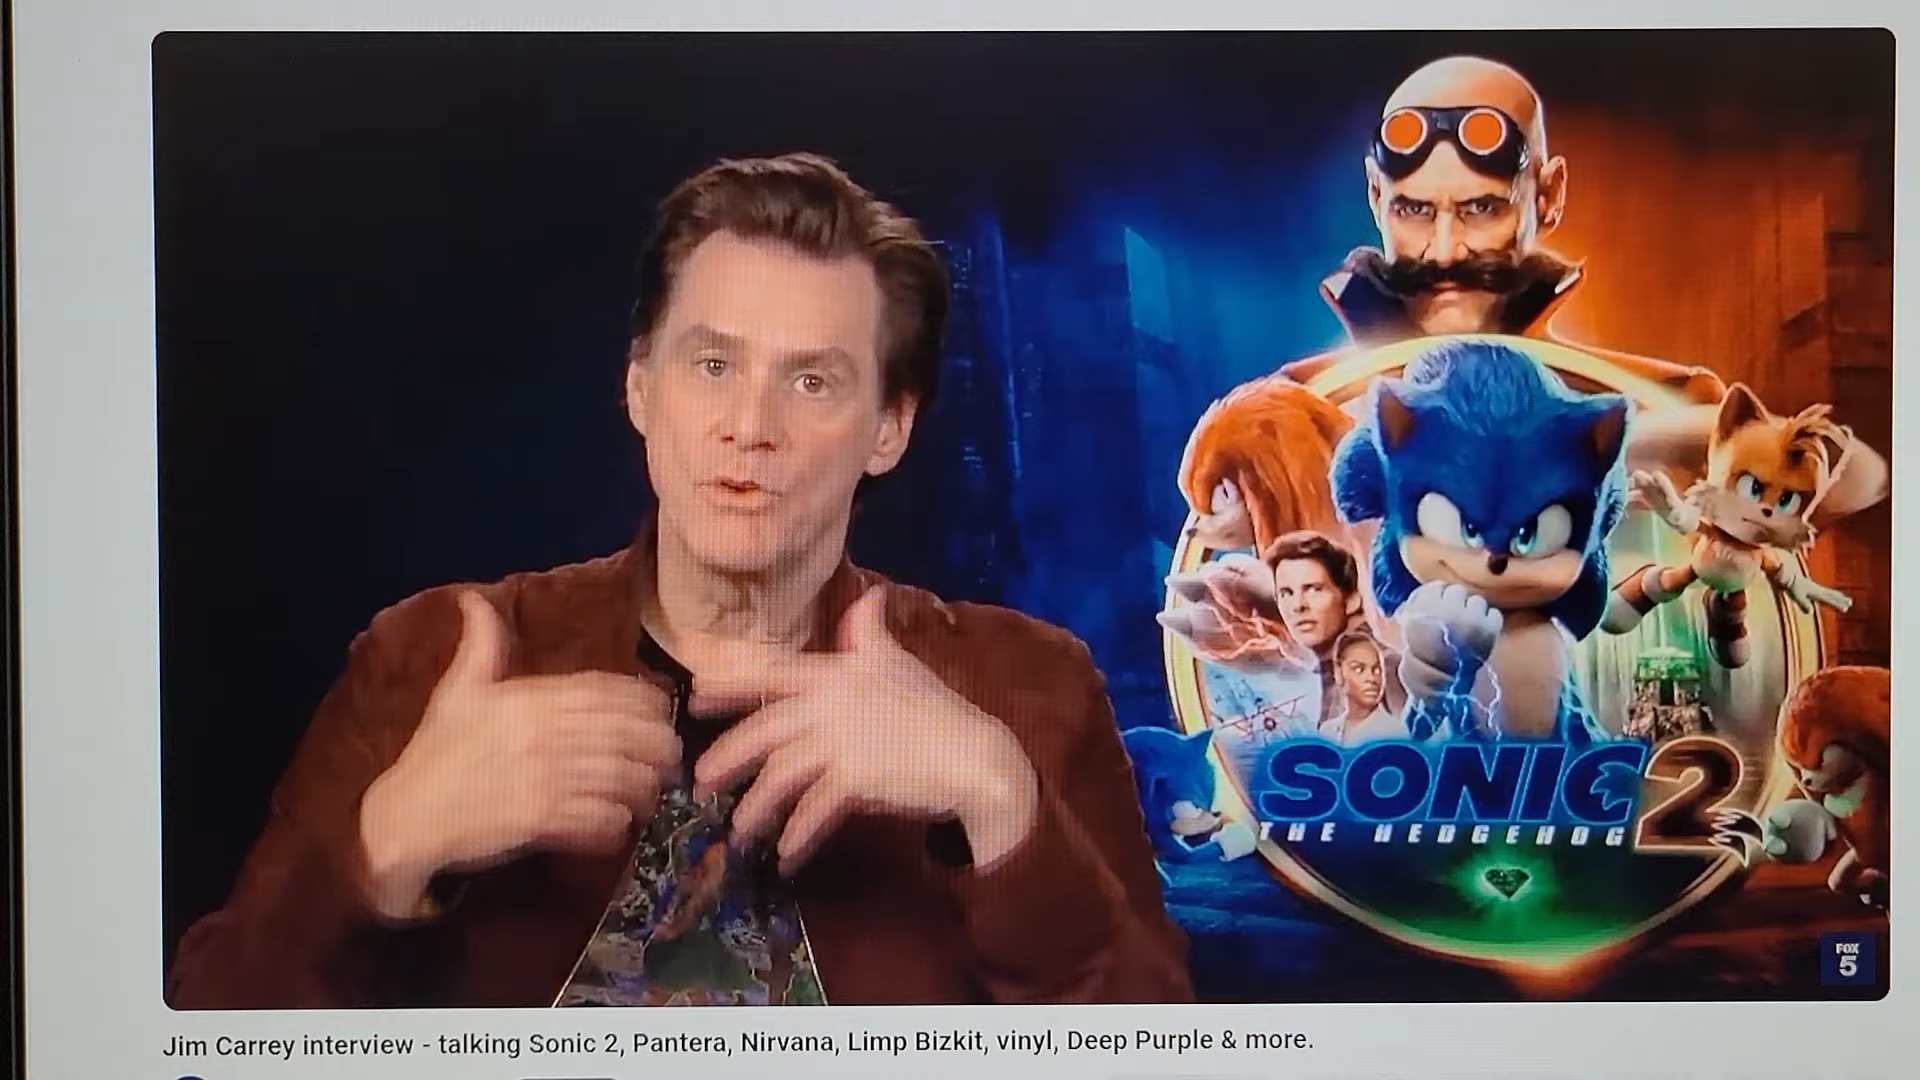 SONIC 2
THE HEDGEHOG
FOX
5
Jim Carrey interview - talking Sonic 2, Pantera, Nirvana, Limp Bizkit, vinyl, Deep Purple & more.